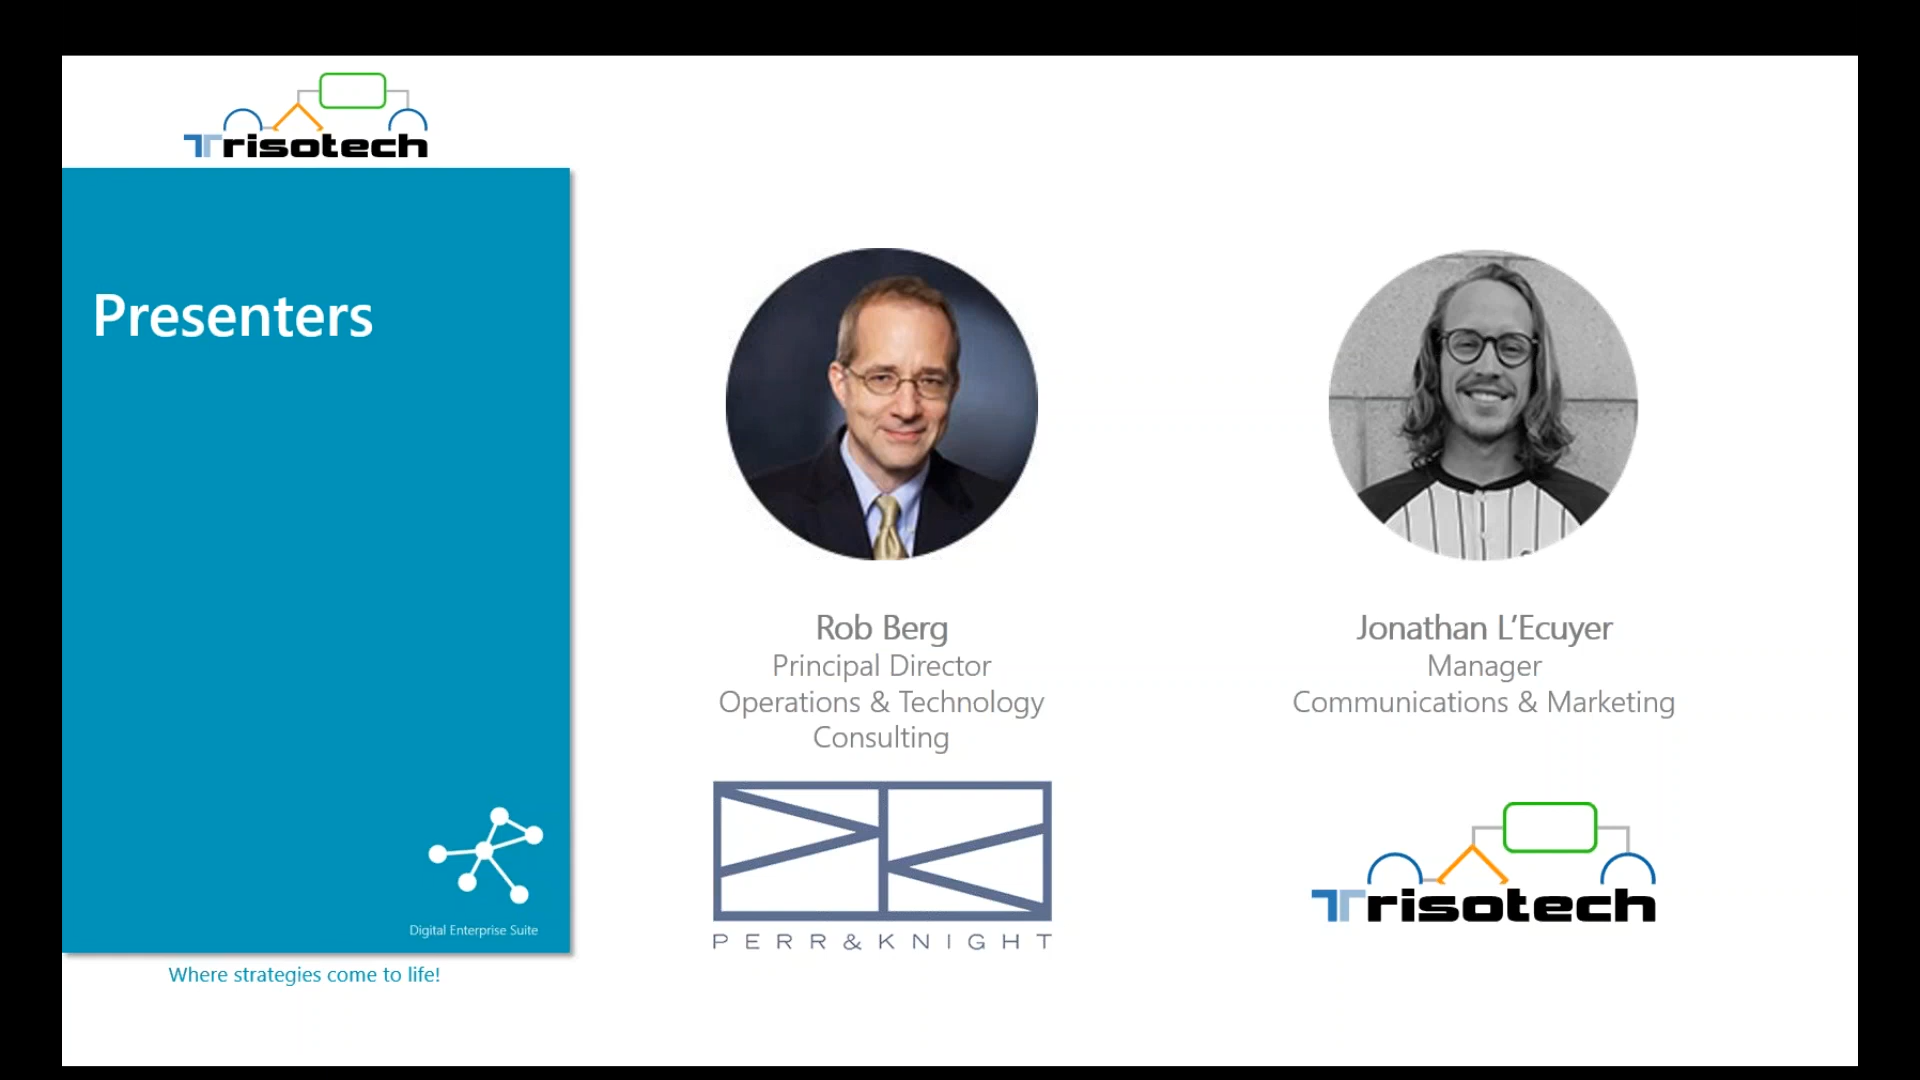 Trisotech
Presenters
Rob Berg
Principal Director
Operations & Technology
Consulting
PERR&KNIGHT
Jonathan L'Ecuyer
Manager
Communications & Marketing
Trisotech
Digital Enterprise Suite
Where strategies come to life!